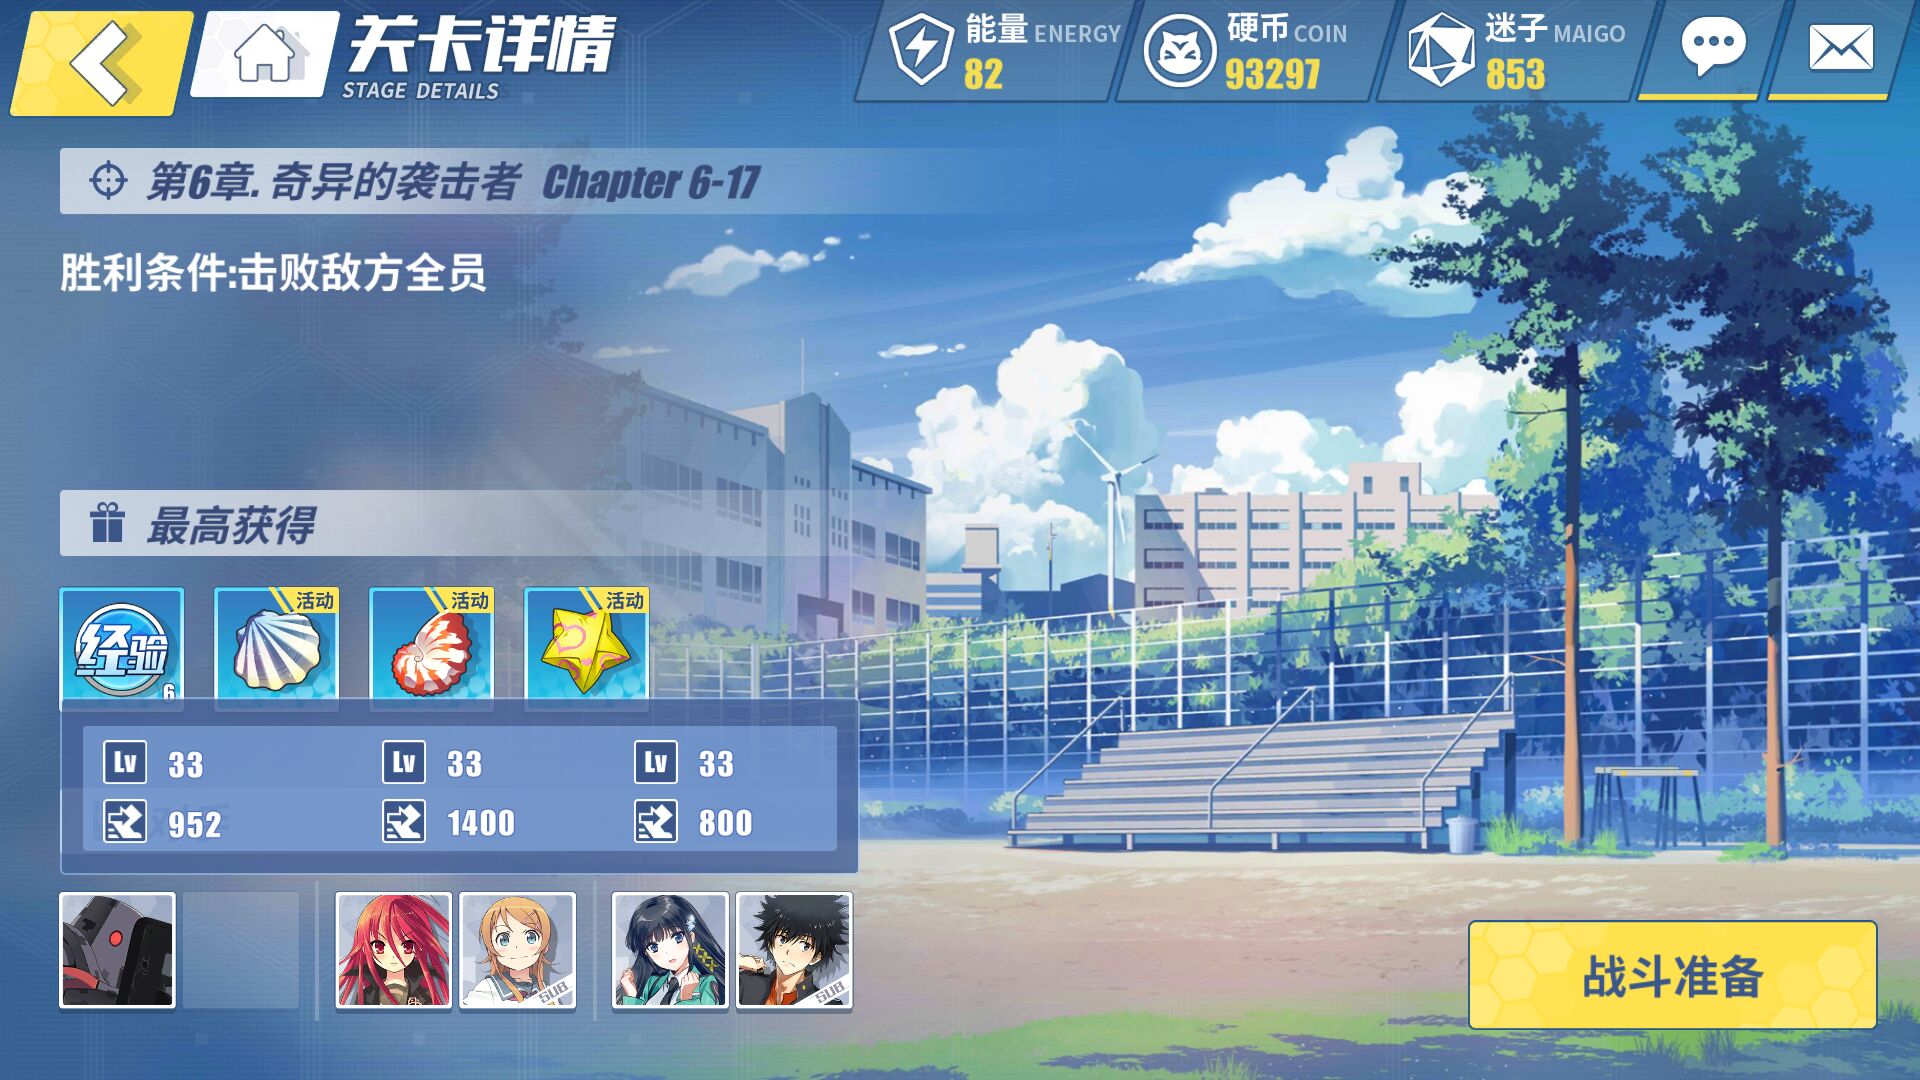 关卡详情
STAGE DETAILS
能量 ENERGY
82
硬币 COIN
93297
迷子 MAIGO
853
第6章. 奇异的袭击者 Chapter 6-17
胜利条件:击败敌方全员
最高获得
经验
6
活动
活动
活动
Lv 33
Lv 33
Lv 33
952
1400
800
SUB
SUB
战斗准备